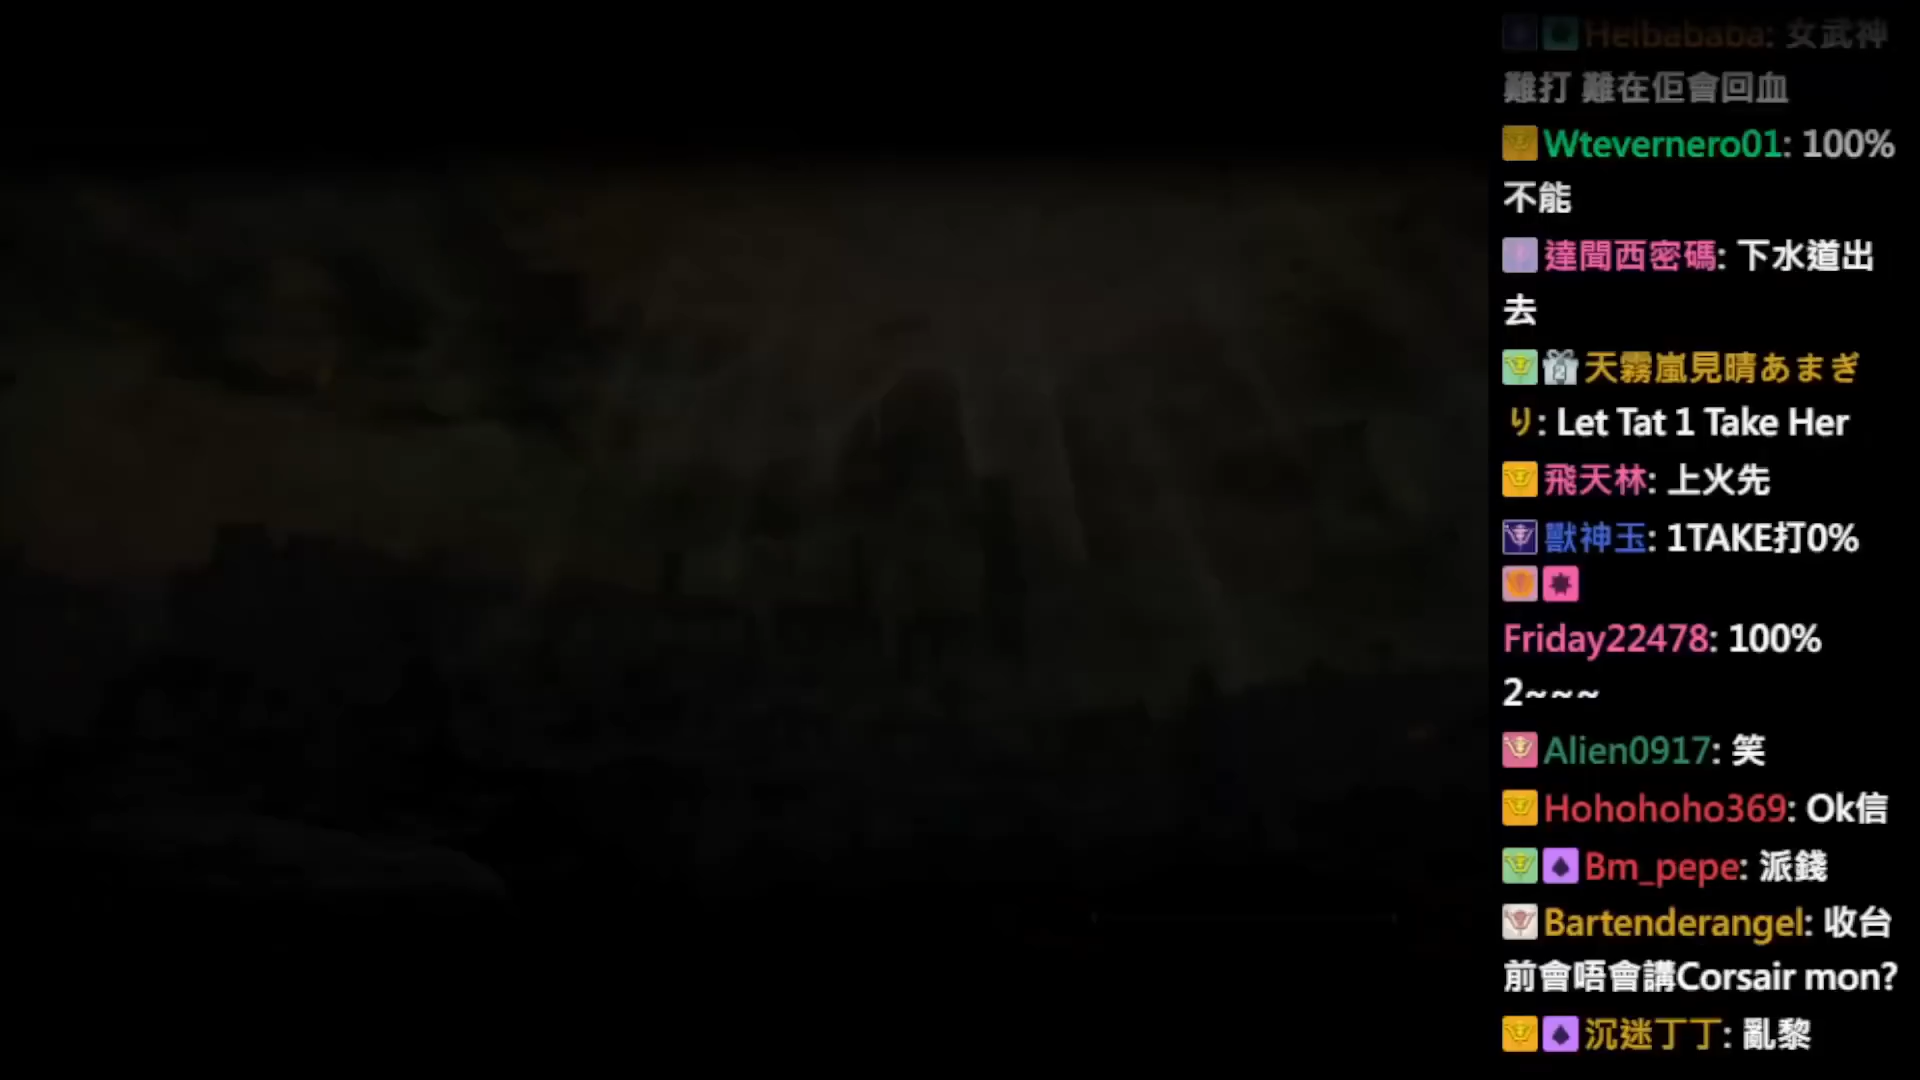 Heibababa: 女武神
難打 難在佢會回血
Wtevernero01: 100%
不能
達聞西密碼: 下水道出
去
天霧嵐見晴あまぎ
り: Let Tat 1 Take Her
飛天林: 上火先
獸神玉: 1TAKE打0%
Friday22478: 100%
2~~~
Alien0917: 笑
Hohohoho369: Ok信
Bm_pepe: 派錢
Bartenderangel: 收台
前會唔會講Corsair mon?
沉迷丁丁: 亂黎